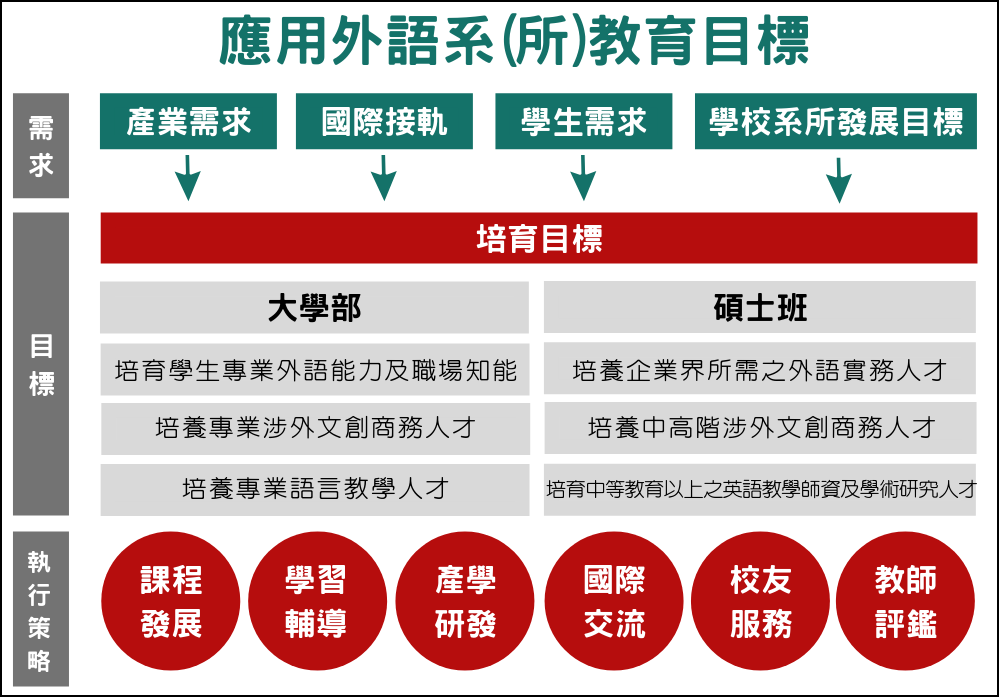 應用外語系(所)教育目標
需求
產業需求
國際接軌
學生需求
學校系所發展目標
目標
培育目標
大學部
碩士班
培育學生專業外語能力及職場知能
培養企業界所需之外語實務人才
培養專業涉外文創商務人才
培養中高階涉外文創商務人才
培養專業語言教學人才
培育中等教育以上之英語教學師資及學術研究人才
執行策略
課程
發展
學習
輔導
產學
研發
國際
交流
校友
服務
教師
評鑑